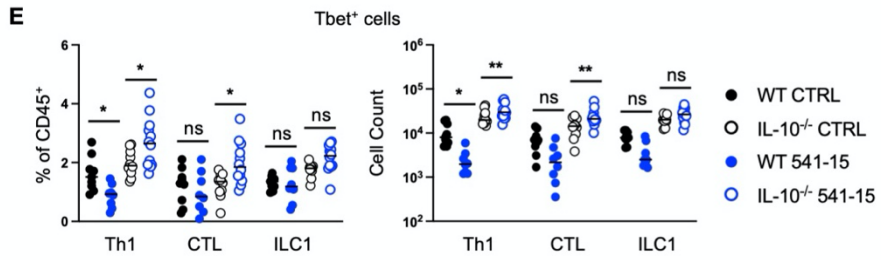 E
Tbet⁺ cells
% of CD45⁺
6
4
2
0
*
*
ns
*
ns
ns
Th1
CTL
ILC1
Cell Count
10⁶
10⁵
10⁴
10³
10²
*
**
ns
**
ns
ns
Th1
CTL
ILC1
WT CTRL
IL-10⁻/⁻ CTRL
WT 541-15
IL-10⁻/⁻ 541-15